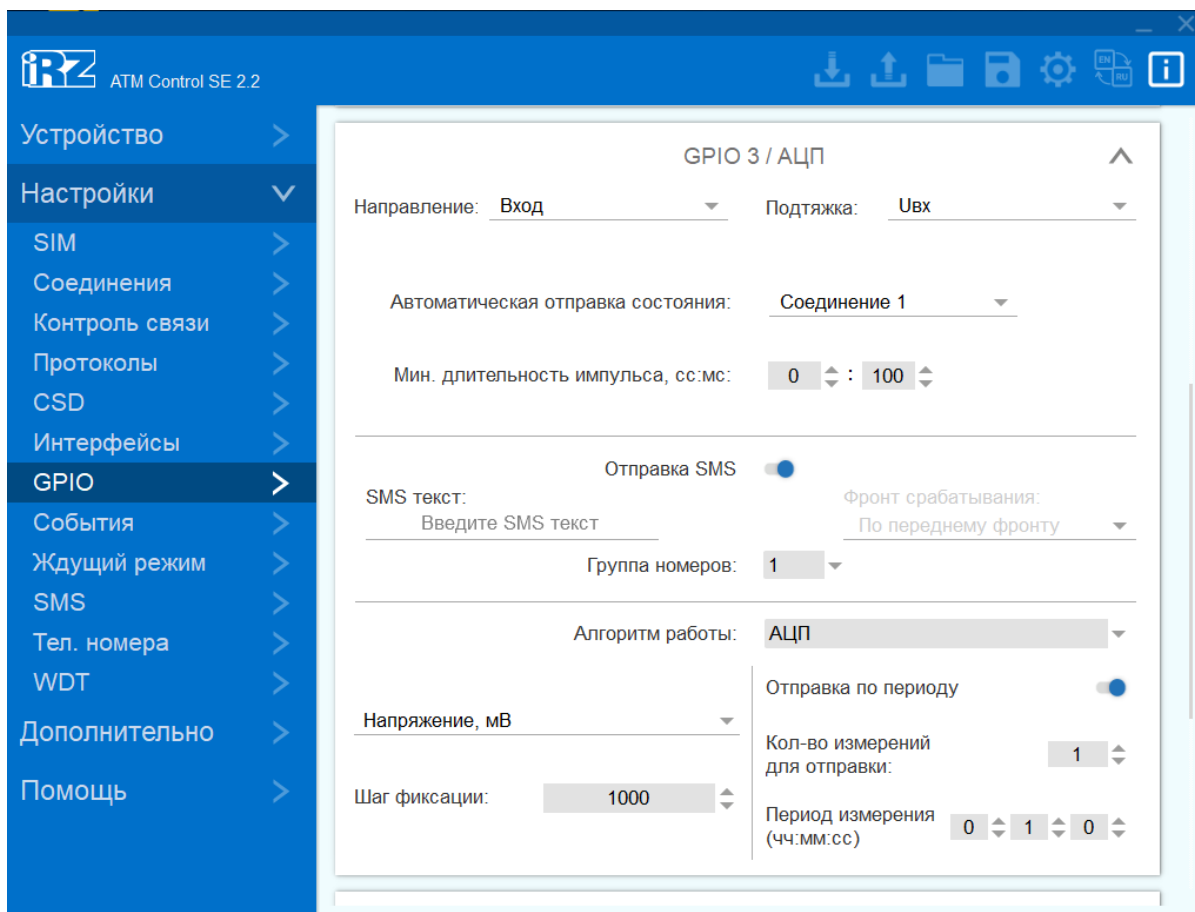 iRZ ATM Control SE 2.2
EN
RU
i
Устройство
Настройки
SIM
Соединения
Контроль связи
Протоколы
CSD
Интерфейсы
GPIO
События
Ждущий режим
SMS
Тел. номера
WDT
Дополнительно
Помощь
GPIO 3 / АЦП
Направление: Вход Подтяжка: Uвх
Автоматическая отправка состояния: Соединение 1
Мин. длительность импульса, сс:мс: 0 : 100
Отправка SMS
SMS текст: Фронт срабатывания:
Введите SMS текст По переднему фронту
Группа номеров: 1
Алгоритм работы: АЦП
Отправка по периоду
Напряжение, мВ
Кол-во измерений
для отправки: 1
Шаг фиксации: 1000
Период измерения
(чч:мм:сс) 0 1 0